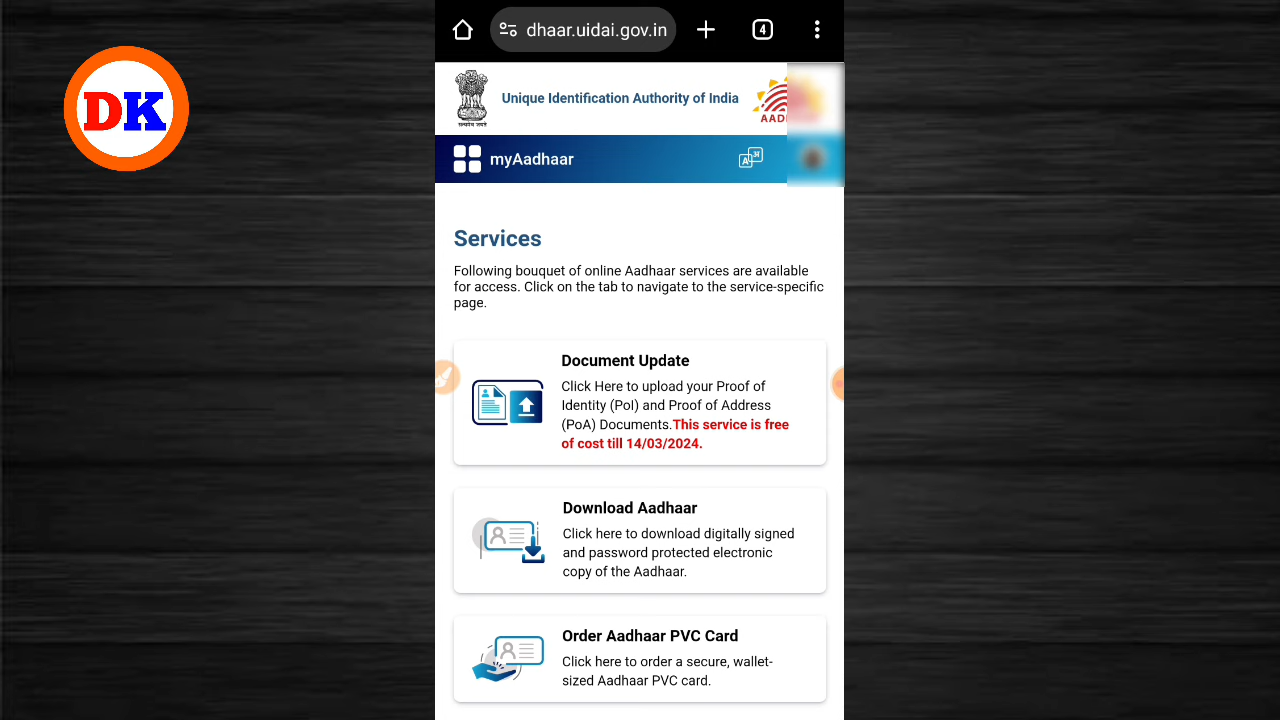 DK
dhaar.uidai.gov.in
4
Unique Identification Authority of India
myAadhaar
Services
Following bouquet of online Aadhaar services are available
for access. Click on the tab to navigate to the service-specific
page.
Document Update
Click Here to upload your Proof of
Identity (PoI) and Proof of Address
(PoA) Documents.This service is free
of cost till 14/03/2024.
Download Aadhaar
Click here to download digitally signed
and password protected electronic
copy of the Aadhaar.
Order Aadhaar PVC Card
Click here to order a secure, wallet-
sized Aadhaar PVC card.